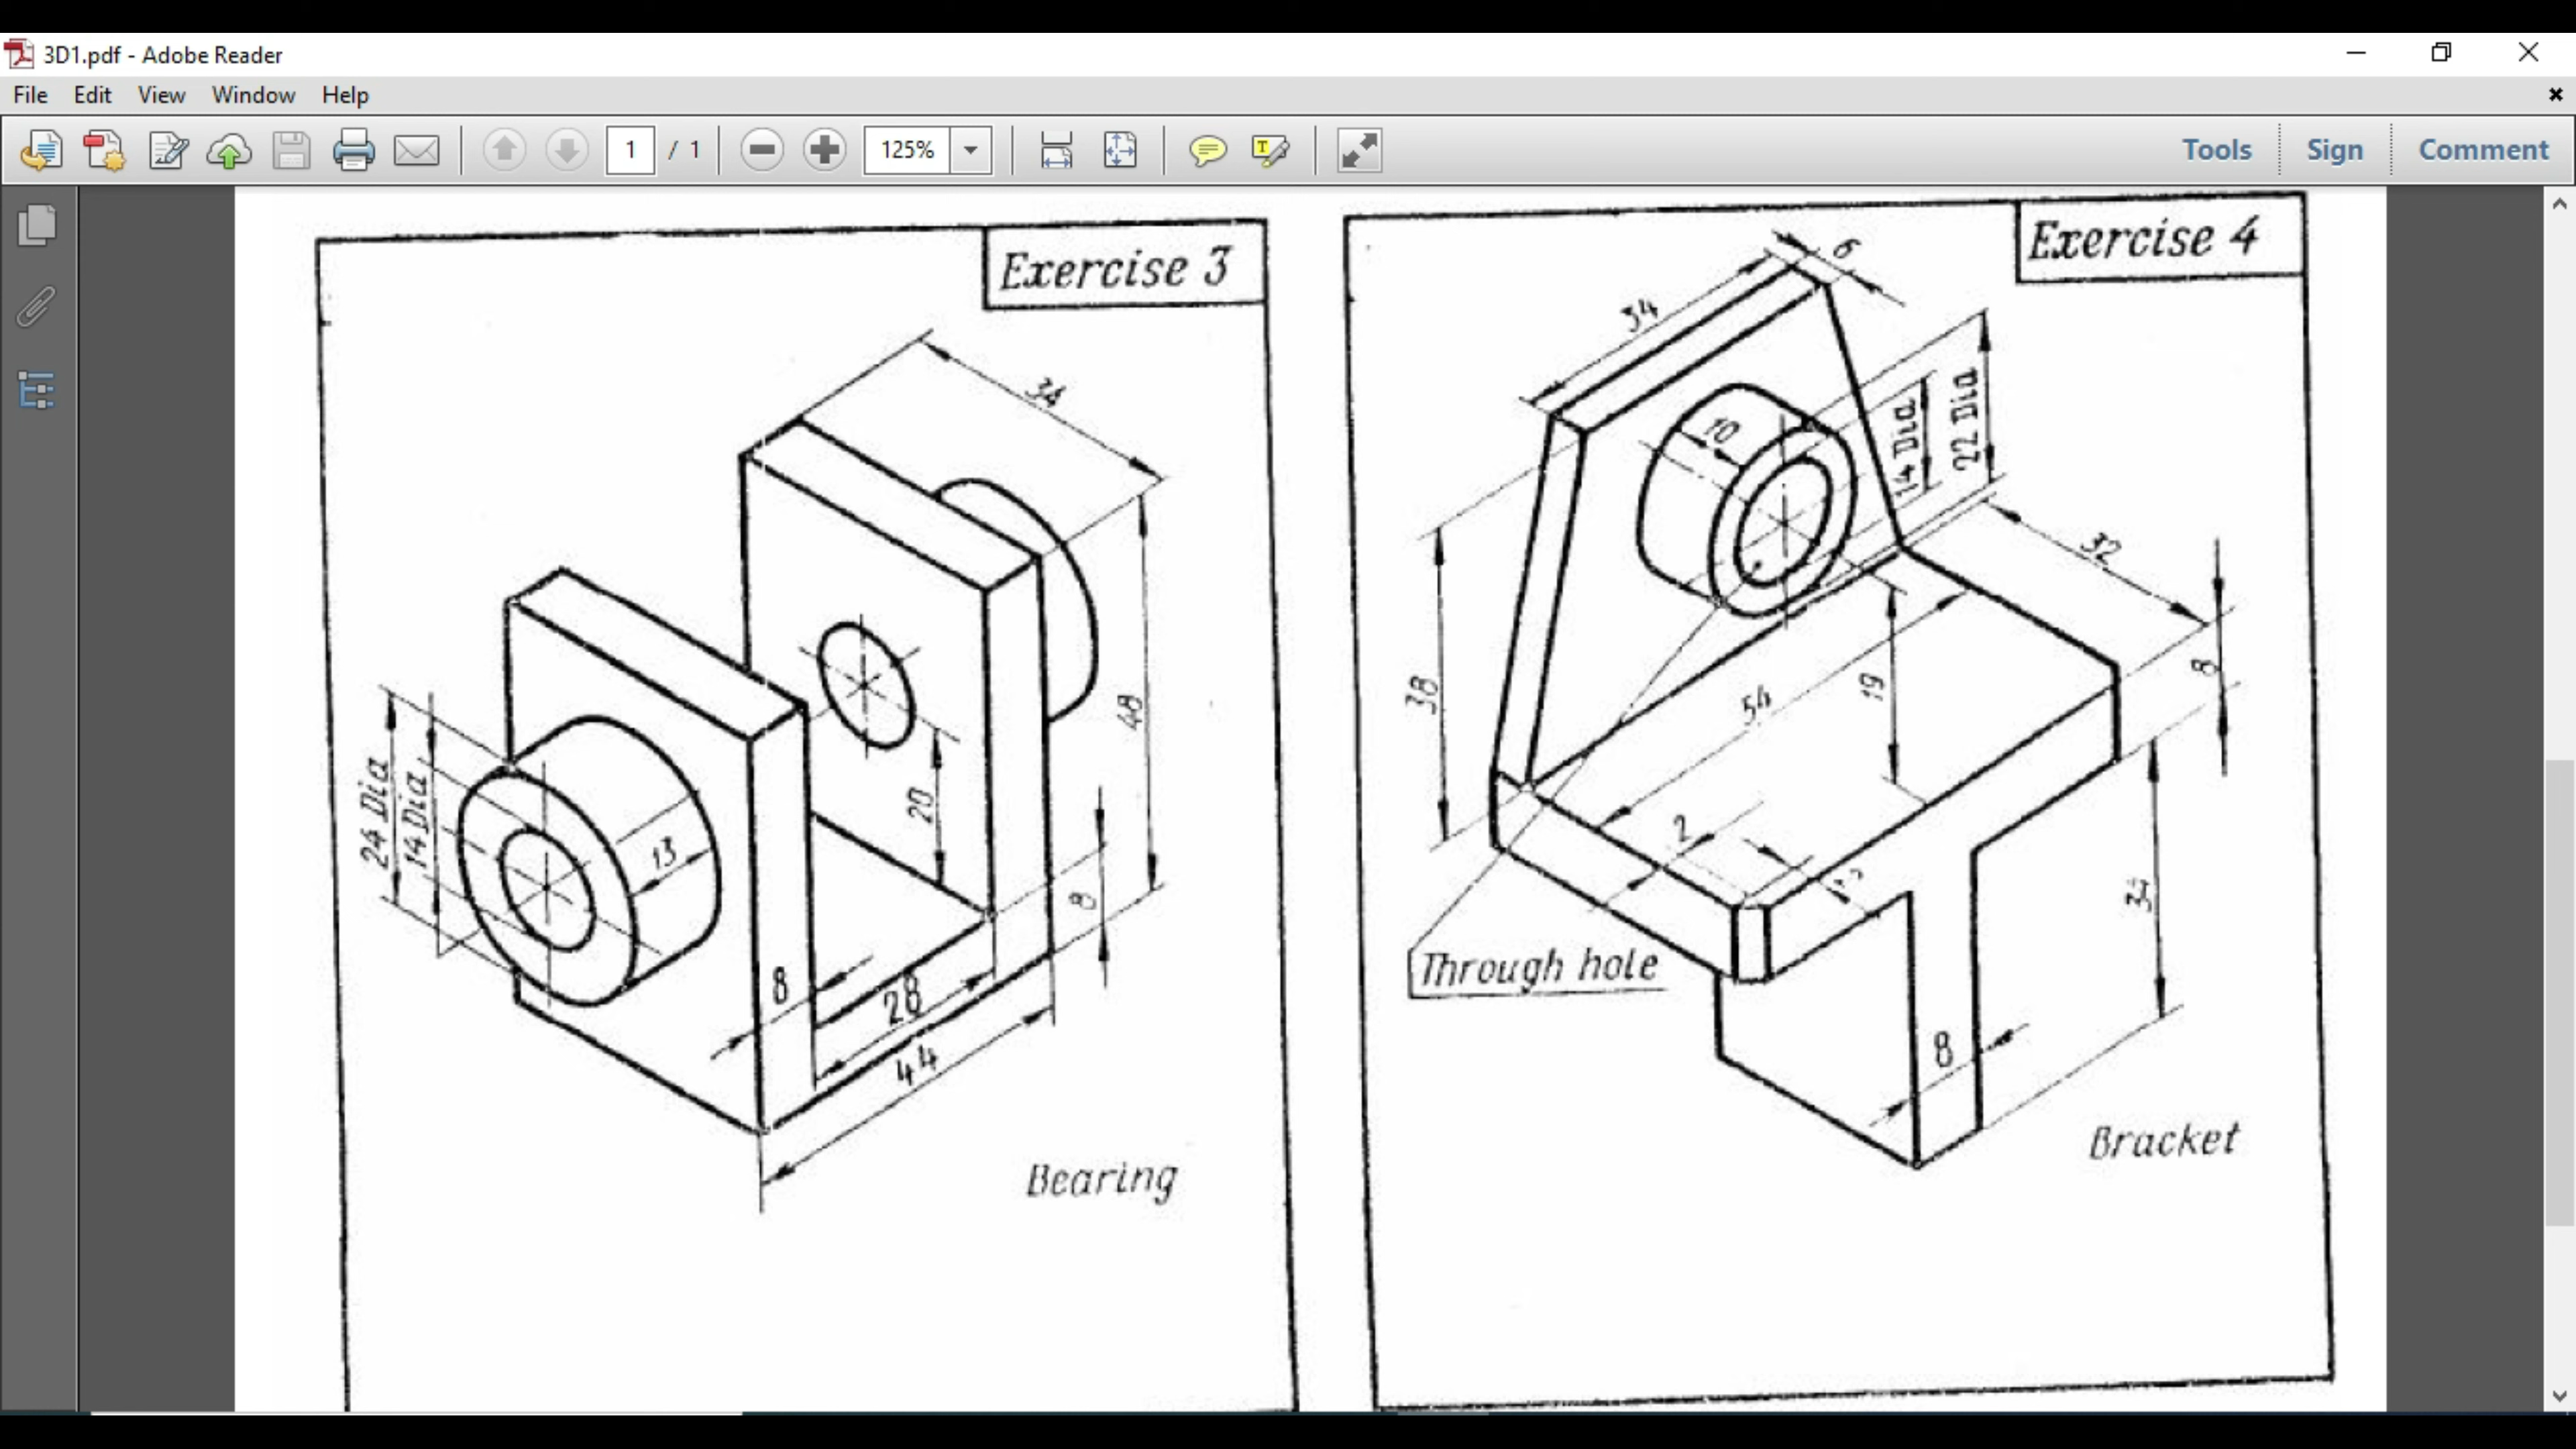 3D1.pdf - Adobe Reader
File Edit View Window Help
1 / 1 125% Tools Sign Comment
Exercise 3
34
48
20
8
24 Dia
14 Dia
13
8
28
44
Bearing
Exercise 4
6
34
10
14 Dia
22 Dia
32
8
38
54
19
2
Through hole
8
Bracket